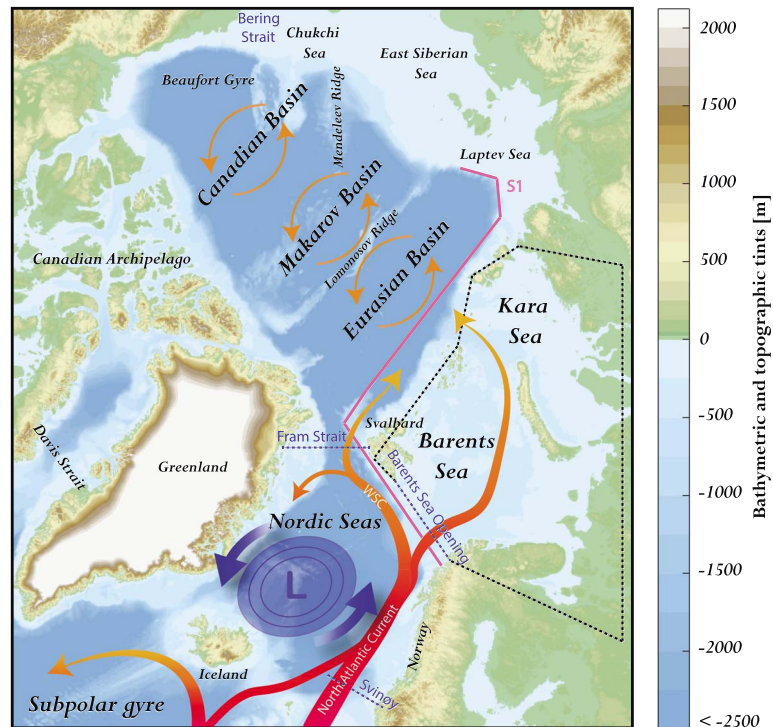 Bering
Strait
Chukchi
Sea
East Siberian
Sea
Beaufort Gyre
Canadian Basin
Mendeleev Ridge
Laptev Sea
S1
Makarov Basin
Lomonosov Ridge
Canadian Archipelago
Eurasian Basin
Kara
Sea
Svalbard
Fram Strait
Barents
Sea
Barents Sea Opening
Davis Strait
Greenland
WSC
Nordic Seas
L
North Atlantic Current
Norway
Iceland
Svinøy
Subpolar gyre
2000
1500
1000
500
0
-500
-1000
-1500
-2000
< -2500
Bathymetric and topographic tints [m]